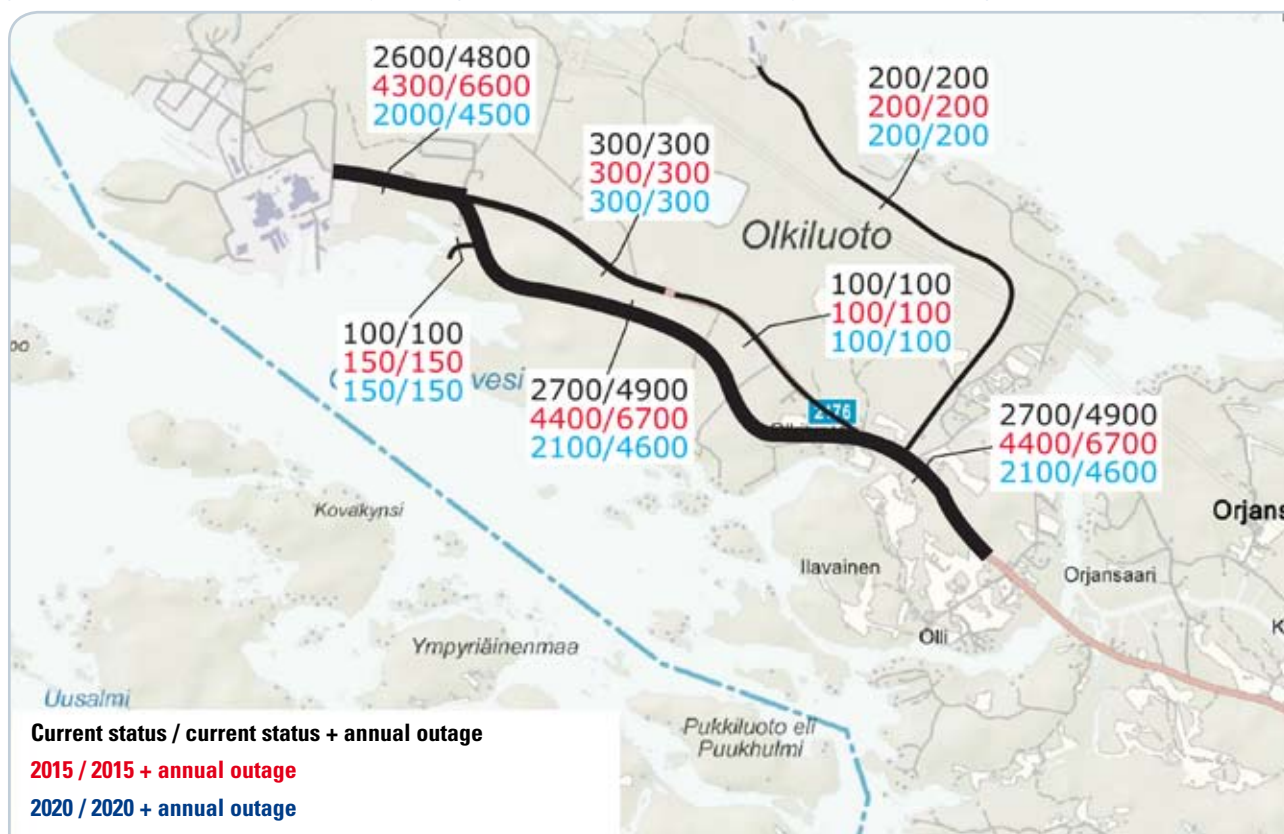 2600/4800
4300/6600
2000/4500
200/200
200/200
200/200
300/300
300/300
300/300
Olkiluoto
100/100
100/100
100/100
100/100
150/150
150/150
vesi
2700/4900
4400/6700
2100/4600
2176
2700/4900
4400/6700
2100/4600
Kovakynsi
Orjans
Ilavainen
Orjansaari
Olli
K
Ympyriäinenmaa
Uusalmi
Pukkiluoto eli
Puukhulmi
Current status / current status + annual outage
2015 / 2015 + annual outage
2020 / 2020 + annual outage